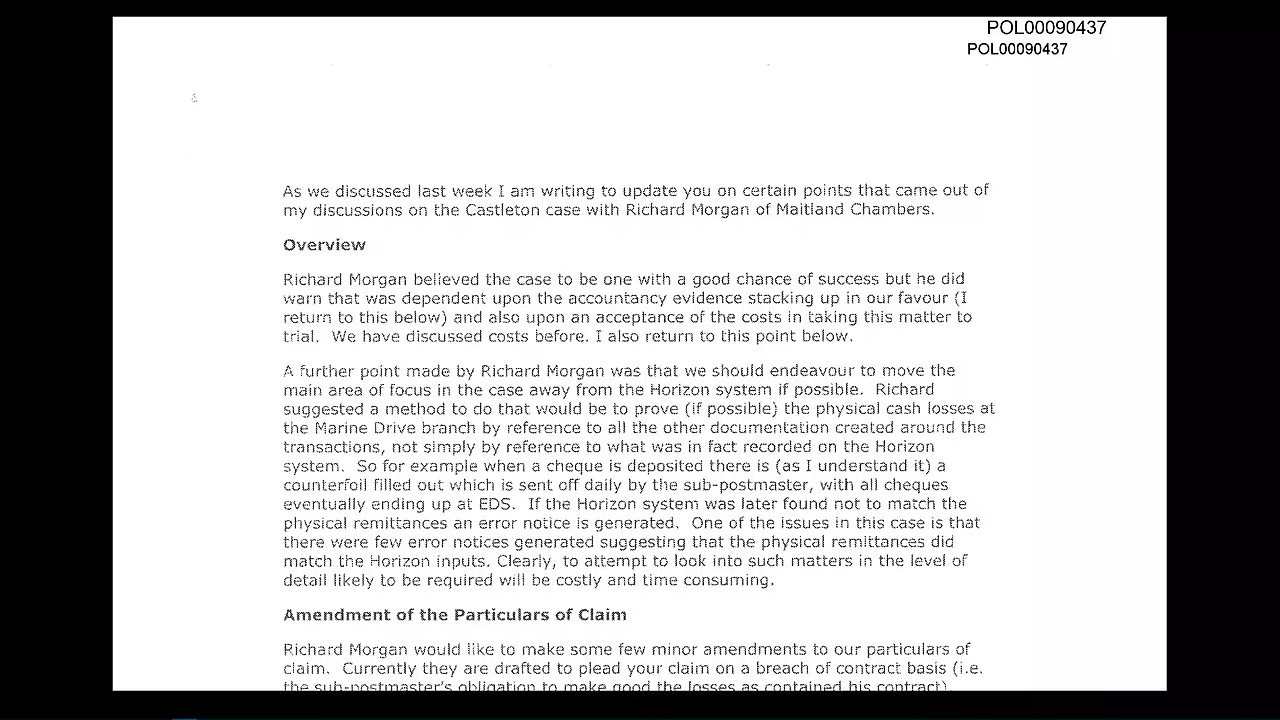 POL00090437
POL00090437
As we discussed last week I am writing to update you on certain points that came out of
my discussions on the Castleton case with Richard Morgan of Maitland Chambers.
Overview
Richard Morgan believed the case to be one with a good chance of success but he did
warn that was dependent upon the accountancy evidence stacking up in our favour (I
return to this below) and also upon an acceptance of the costs in taking this matter to
trial.  We have discussed costs before. I also return to this point below.
A further point made by Richard Morgan was that we should endeavour to move the
main area of focus in the case away from the Horizon system if possible.  Richard
suggested a method to do that would be to prove (if possible) the physical cash losses at
the Marine Drive branch by reference to all the other documentation created around the
transactions, not simply by reference to what was in fact recorded on the Horizon
system.  So for example when a cheque is deposited there is (as I understand it) a
counterfoil filled out which is sent off daily by the sub-postmaster, with all cheques
eventually ending up at EDS.  If the Horizon system was later found not to match the
physical remittances an error notice is generated.  One of the issues in this case is that
there were few error notices generated suggesting that the physical remittances did
match the Horizon inputs. Clearly, to attempt to look into such matters in the level of
detail likely to be required will be costly and time consuming.
Amendment of the Particulars of Claim
Richard Morgan would like to make some few minor amendments to our particulars of
claim.  Currently they are drafted to plead your claim on a breach of contract basis (i.e.
the sub-postmaster's obligation to make good the losses as contained his contract).